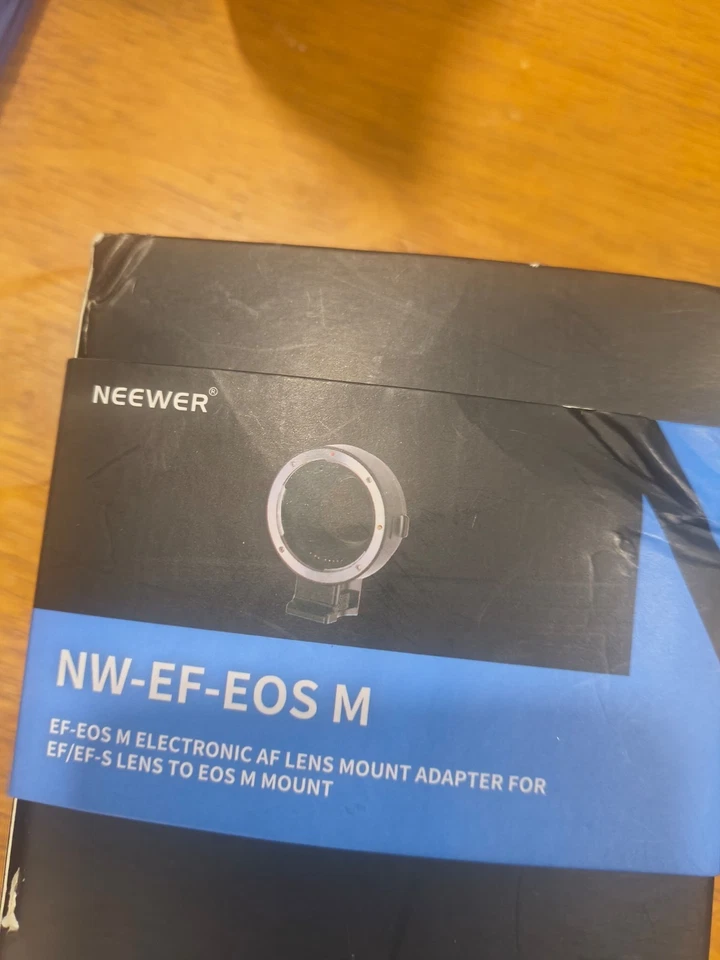 NEEWER®
NW-EF-EOS M
EF-EOS M ELECTRONIC AF LENS MOUNT ADAPTER FOR
EF/EF-S LENS TO EOS M MOUNT